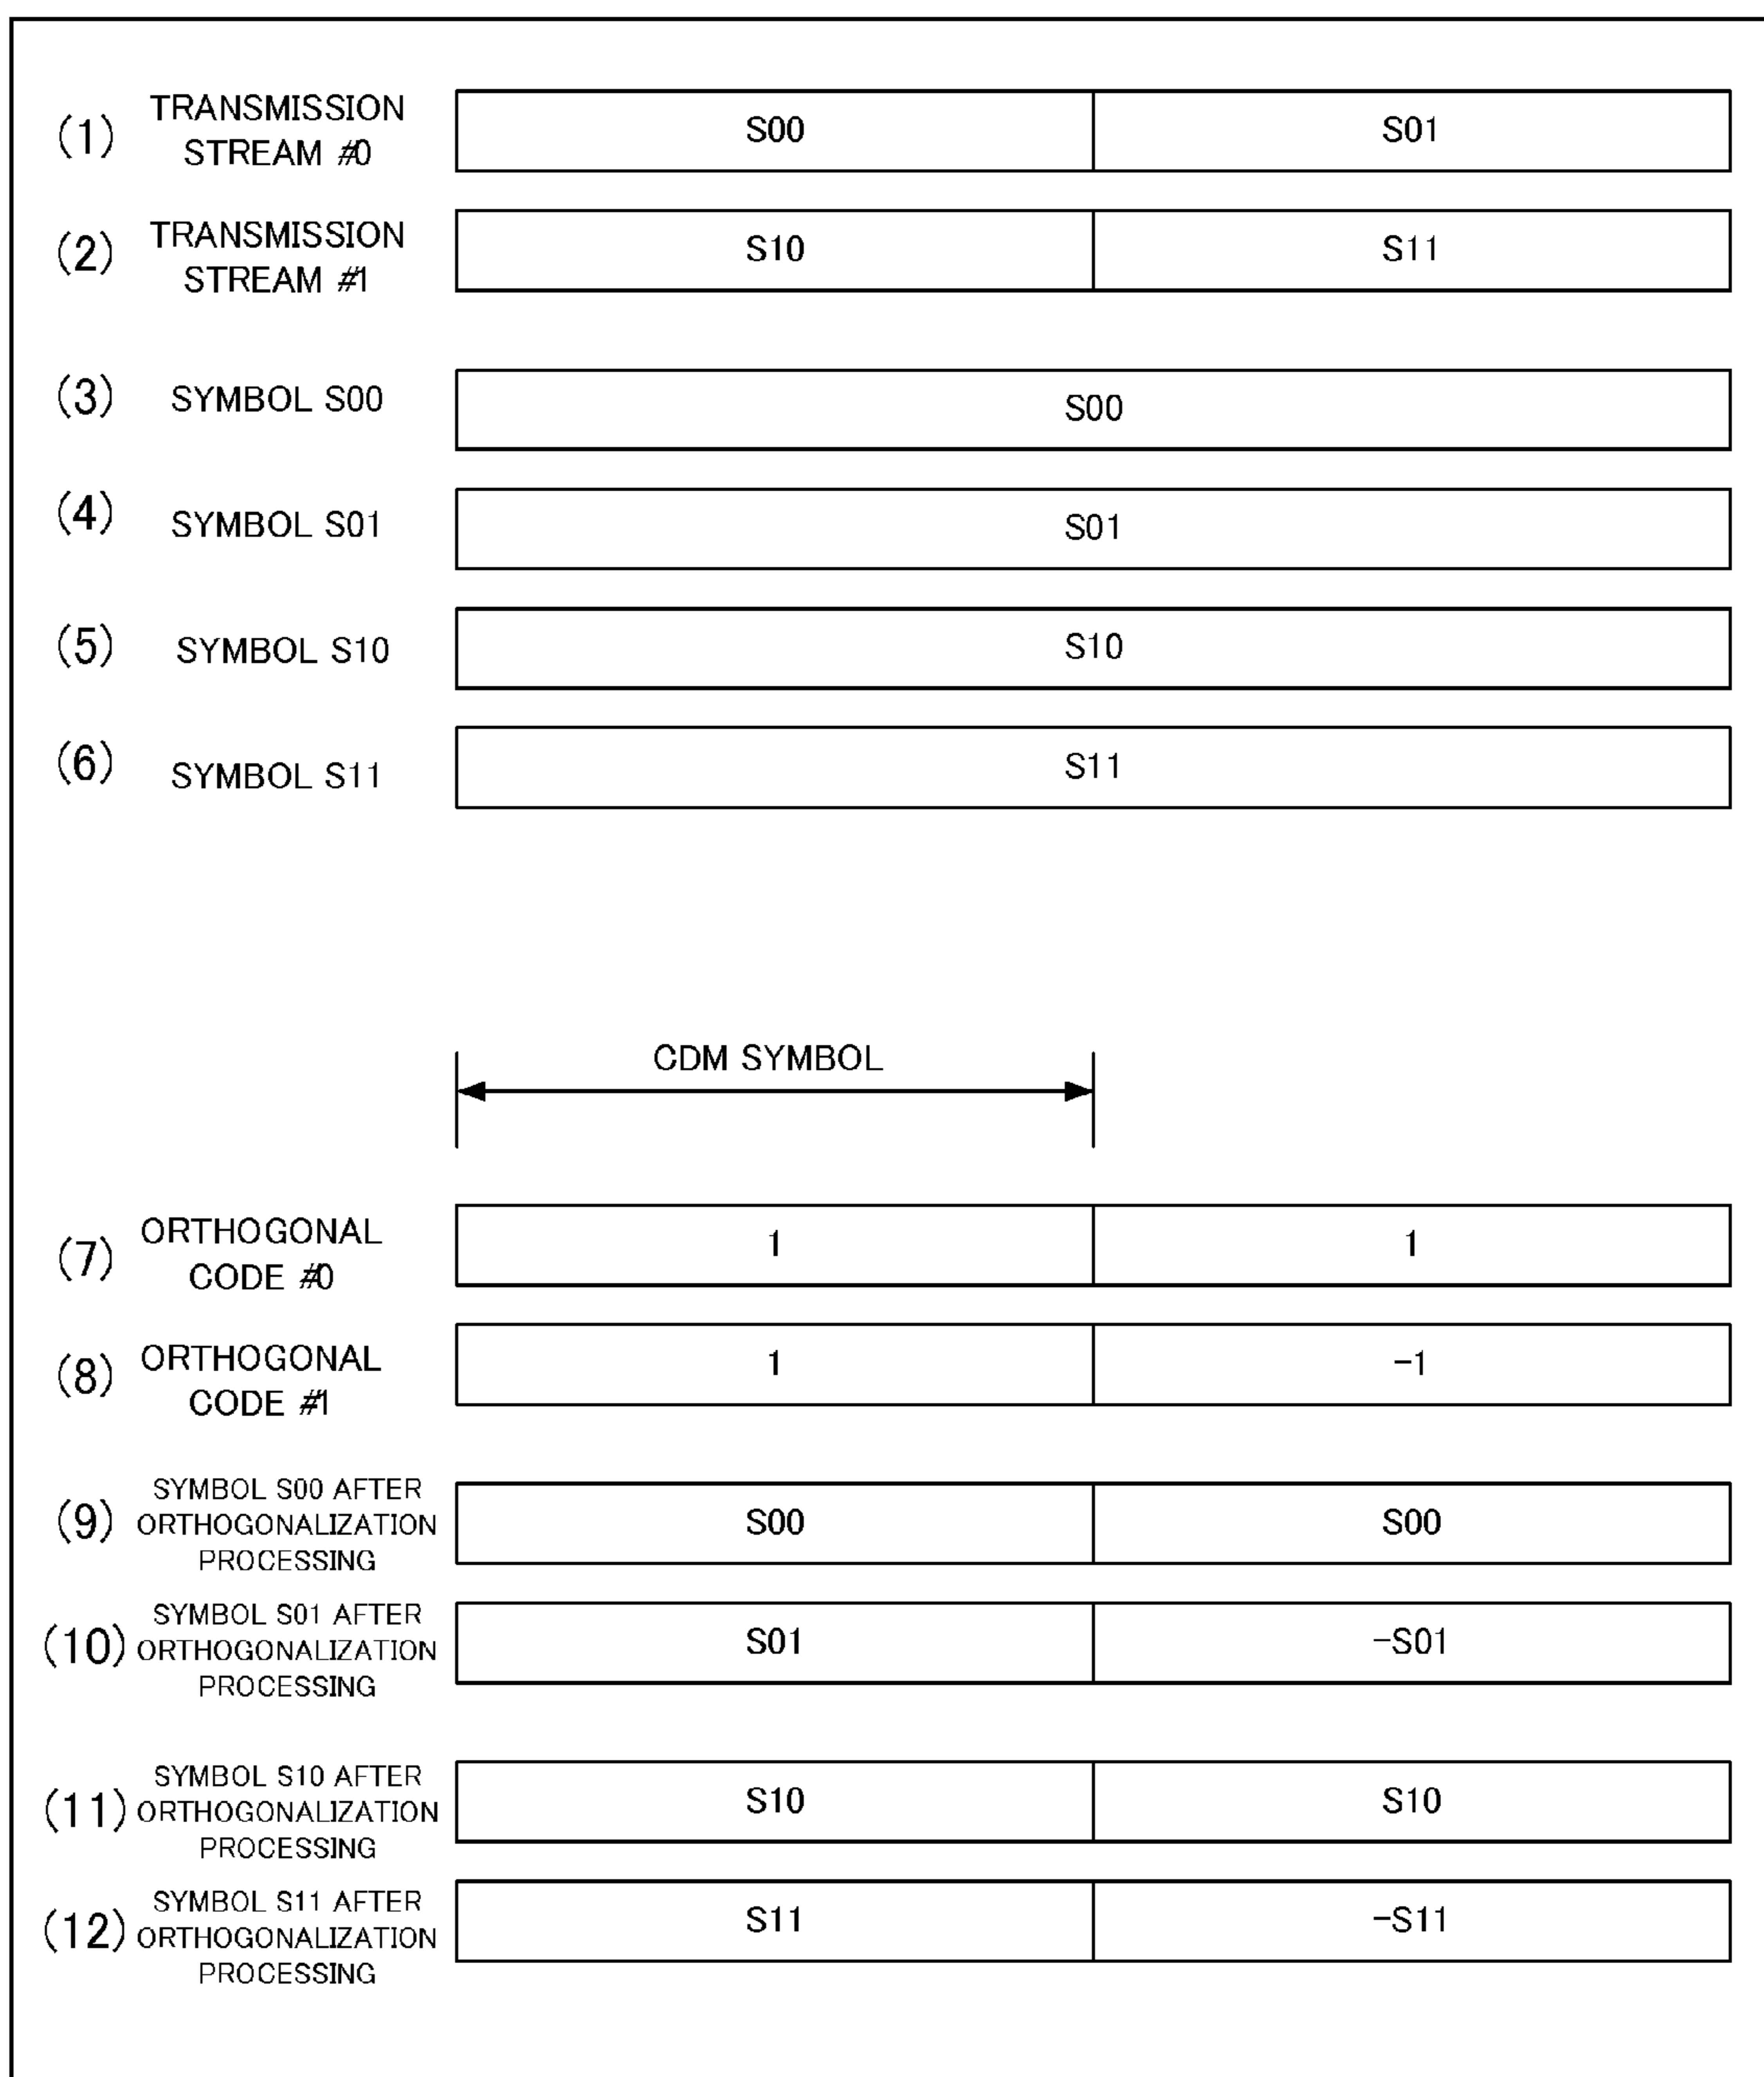 (1) TRANSMISSION
STREAM #0
S00 S01
(2) TRANSMISSION
STREAM #1
S10 S11
(3) SYMBOL S00
S00
(4) SYMBOL S01
S01
(5) SYMBOL S10
S10
(6) SYMBOL S11
S11
CDM SYMBOL
(7) ORTHOGONAL
CODE #0
1 1
(8) ORTHOGONAL
CODE #1
1 -1
(9) SYMBOL S00 AFTER
ORTHOGONALIZATION
PROCESSING
S00 S00
(10) SYMBOL S01 AFTER
ORTHOGONALIZATION
PROCESSING
S01 -S01
(11) SYMBOL S10 AFTER
ORTHOGONALIZATION
PROCESSING
S10 S10
(12) SYMBOL S11 AFTER
ORTHOGONALIZATION
PROCESSING
S11 -S11